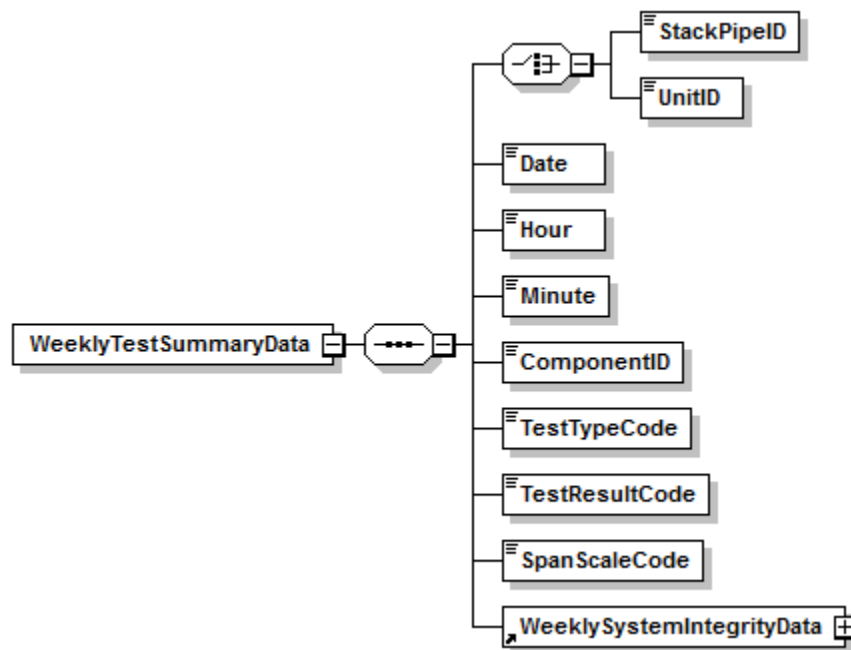 StackPipeID
UnitID
Date
Hour
Minute
WeeklyTestSummaryData
ComponentID
TestTypeCode
TestResultCode
SpanScaleCode
WeeklySystemIntegrityData